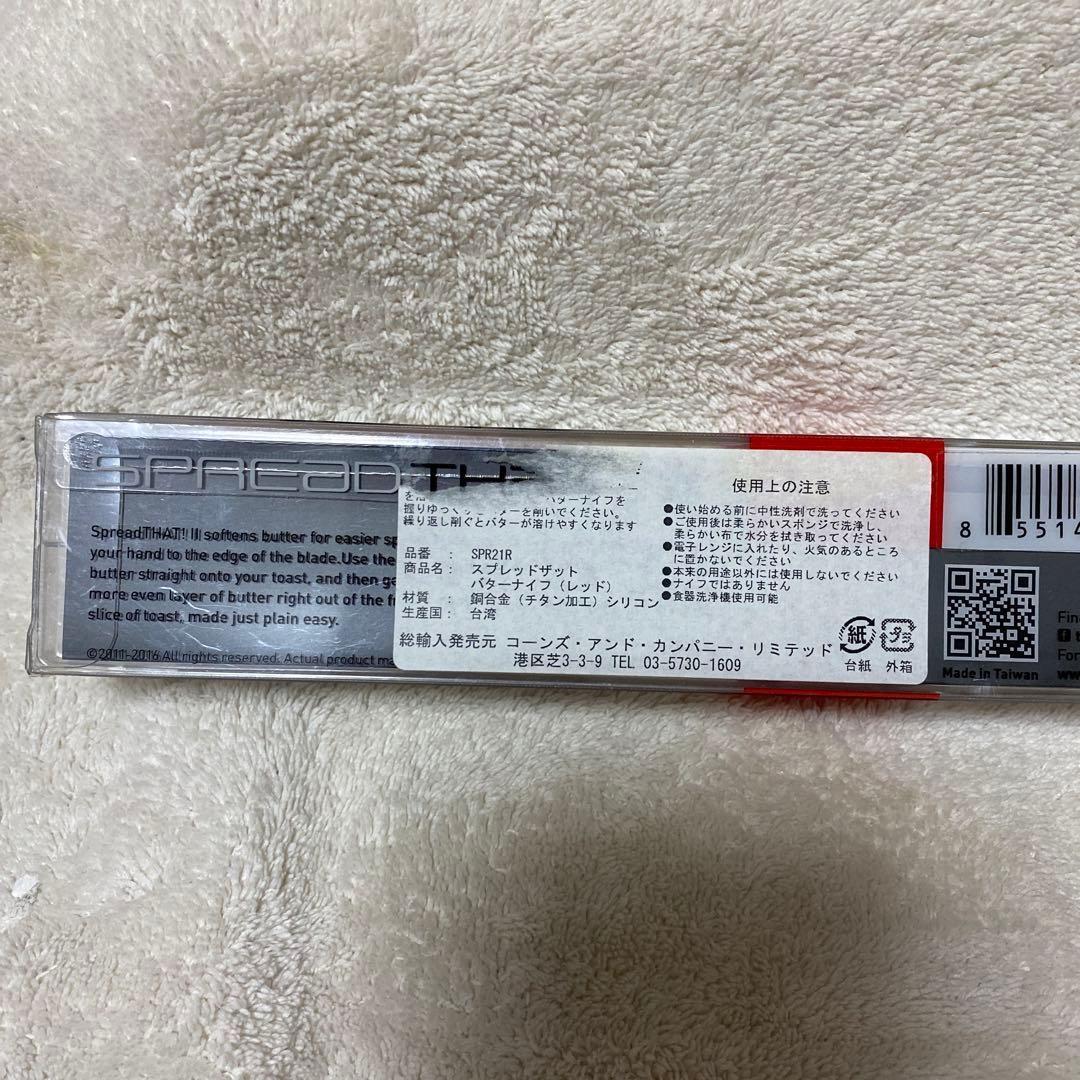 SPREAD TH
SpreadTHAT! II softens butter for easier
your hand to the edge of the blade. Use the
butter straight onto your toast, and then
more even layer of butter right out of the
slice of toast, made just plain easy.
©2011-2016 All rights reserved. Actual product
バターナイフを
握りゆっくり ターを削いでください。
繰り返し削ぐとバターが溶けやすくなります
品番 : SPR21R
商品名: スプレッドザット
バターナイフ(レッド)
材質 : 銅合金(チタン加工)シリコン
生産国: 台湾
総輸入発売元 コーンズ・アンド・カンパニー・リミテッド
港区芝3-3-9 TEL 03-5730-1609
使用上の注意
●使い始める前に中性洗剤で洗ってください
●ご使用後は柔らかいスポンジで洗浄し、
柔らかい布で水分を拭き取ってください
●電子レンジに入れたり、火気のあるところ
に置かないでください
●本来の用途以外には使用しないでください
●ナイフではありません
●食器洗浄機使用可能
紙 プラ
台紙 外箱
8 5514
Made in Taiwan